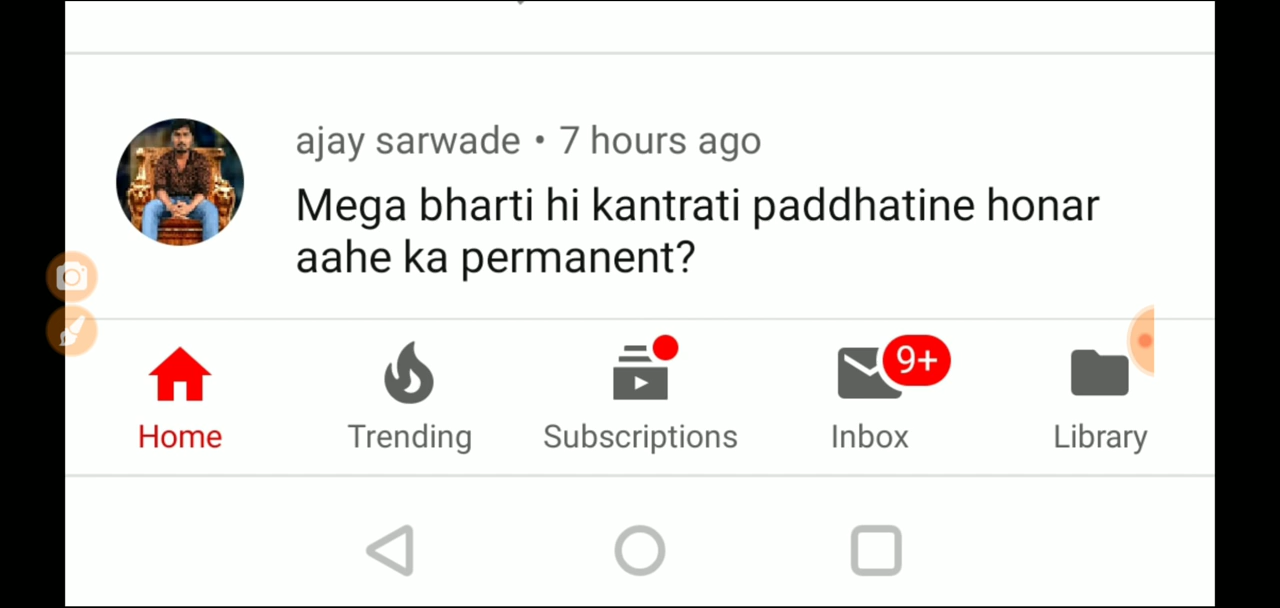 ajay sarwade • 7 hours ago
Mega bharti hi kantrati paddhatine honar
aahe ka permanent?
9+
Home Trending Subscriptions Inbox Library